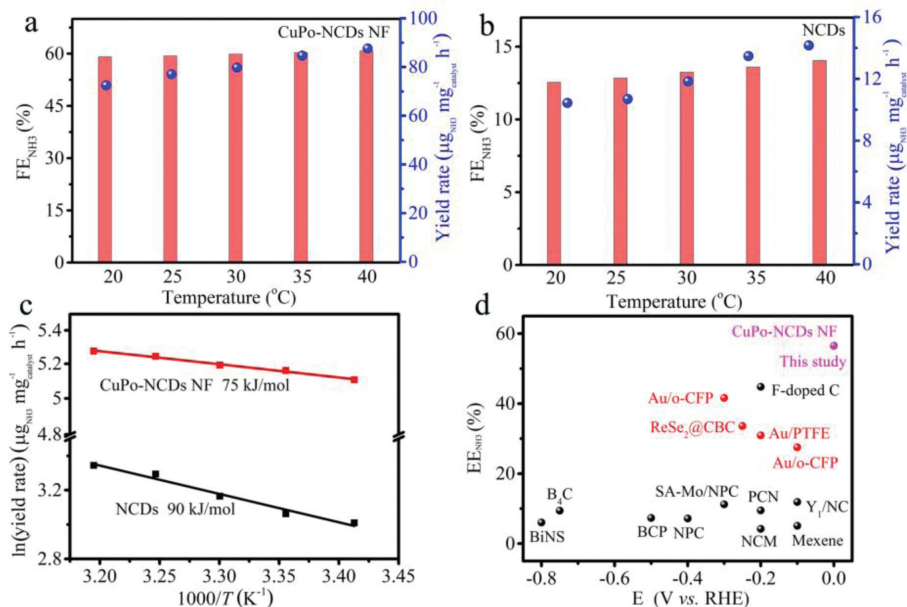 a
CuPo-NCDs NF
FE_NH3 (%)
0
15
30
45
60
75
20
25
30
35
40
Temperature (°C)
0
20
40
60
80
100
Yield rate (μg_NH3 mg⁻¹_catalyst h⁻¹)
b
NCDs
FE_NH3 (%)
0
5
10
15
20
25
30
35
40
Temperature (°C)
0
4
8
12
16
Yield rate (μg_NH3 mg⁻¹_catalyst h⁻¹)
c
ln(yield rate) (μg_NH3 mg⁻¹_catalyst h⁻¹)
5.4
5.2
5.0
4.8
3.2
2.8
CuPo-NCDs NF 75 kJ/mol
NCDs 90 kJ/mol
3.20
3.25
3.30
3.35
3.40
3.45
1000/T (K⁻¹)
d
EE_NH3 (%)
60
40
20
0
CuPo-NCDs NF
This study
F-doped C
Au/o-CFP
ReSe₂@CBC
Au/PTFE
Au/o-CFP
B₄C
SA-Mo/NPC
PCN
Y₁/NC
BiNS
BCP
NPC
NCM
Mexene
-0.8
-0.6
-0.4
-0.2
0.0
E (V vs. RHE)